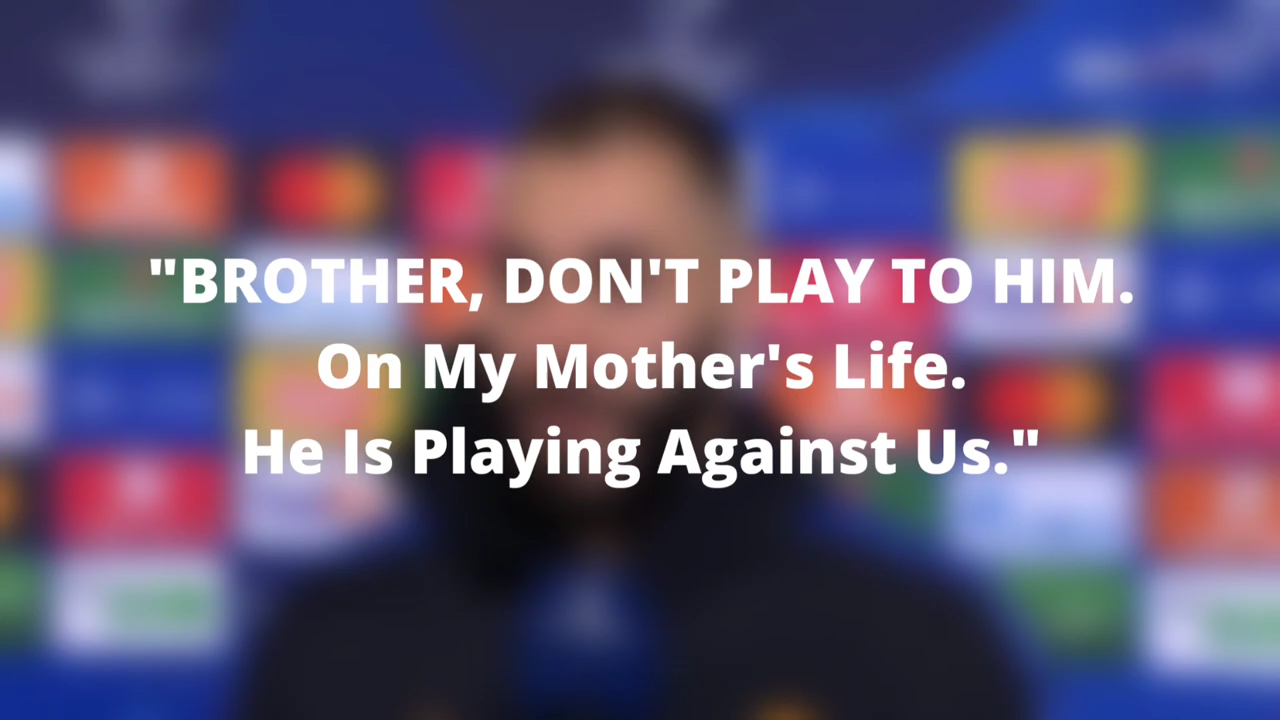 "BROTHER, DON'T PLAY TO HIM.
On My Mother's Life.
He Is Playing Against Us."